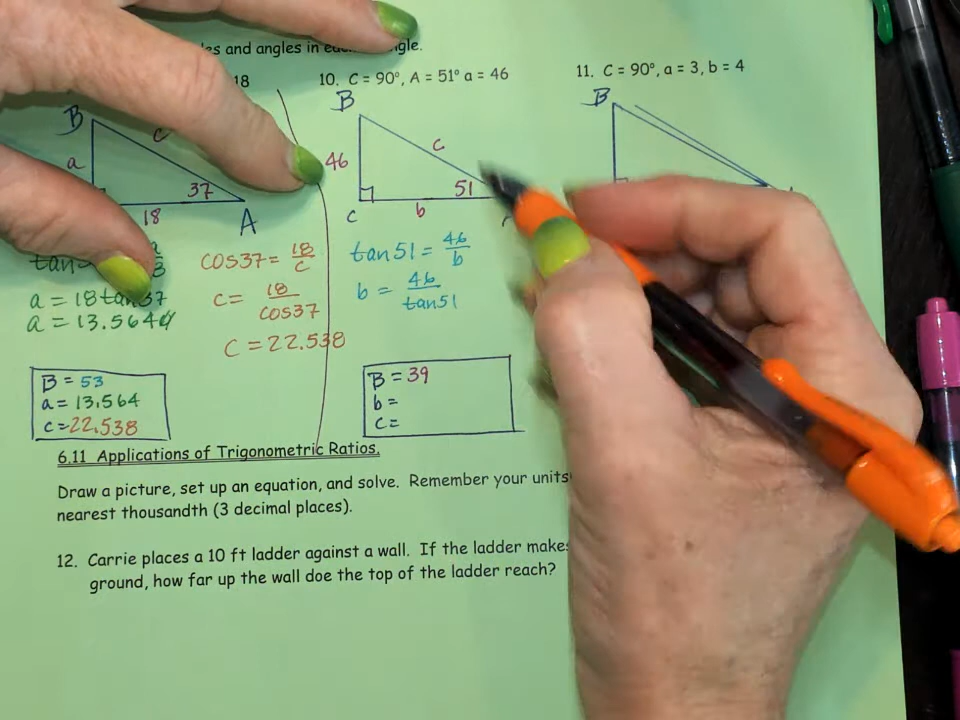 and angles in
18
10. C = 90°, A = 51° a = 46
11. C = 90°, a = 3, b = 4
B
c
a
37
18
A
B
46
c
51
C
b
B
tan
a = 18tan37
a = 13.564
cos37 = 18/c
c = 18/cos37
c = 22.538
tan51 = 46/b
b = 46/tan51
B = 53
a = 13.564
c = 22.538
B = 39
b =
c =
6.11 Applications of Trigonometric Ratios.
Draw a picture, set up an equation, and solve. Remember your units
nearest thousandth (3 decimal places).
12. Carrie places a 10 ft ladder against a wall. If the ladder makes
ground, how far up the wall doe the top of the ladder reach?